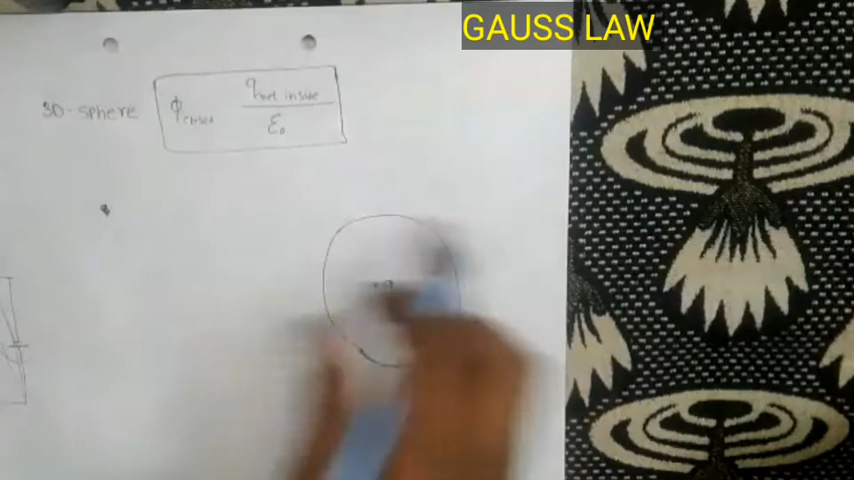 GAUSS LAW
3D-sphere
ϕ q net inside
ε₀